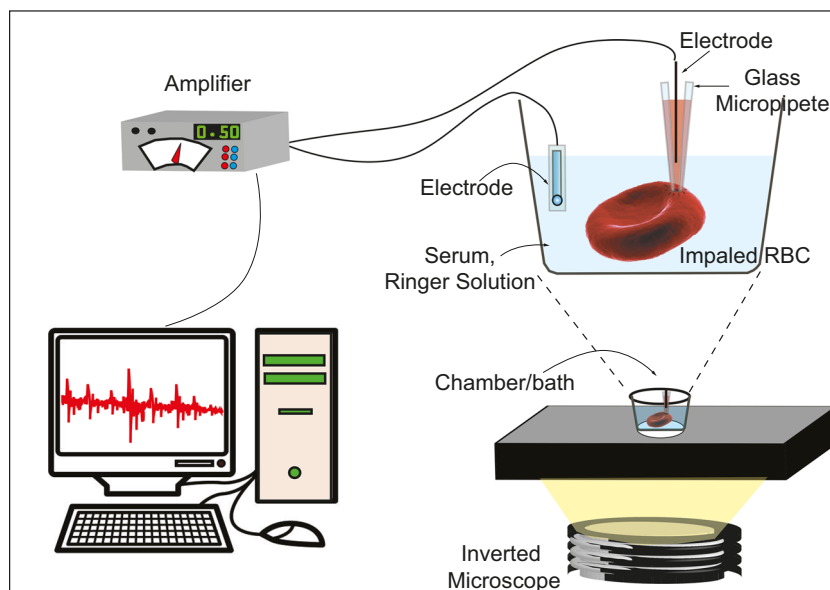 Electrode
Amplifier
Glass
Micropipete
0.50
Electrode
Serum,
Ringer Solution
Impaled RBC
Chamber/bath
Inverted
Microscope